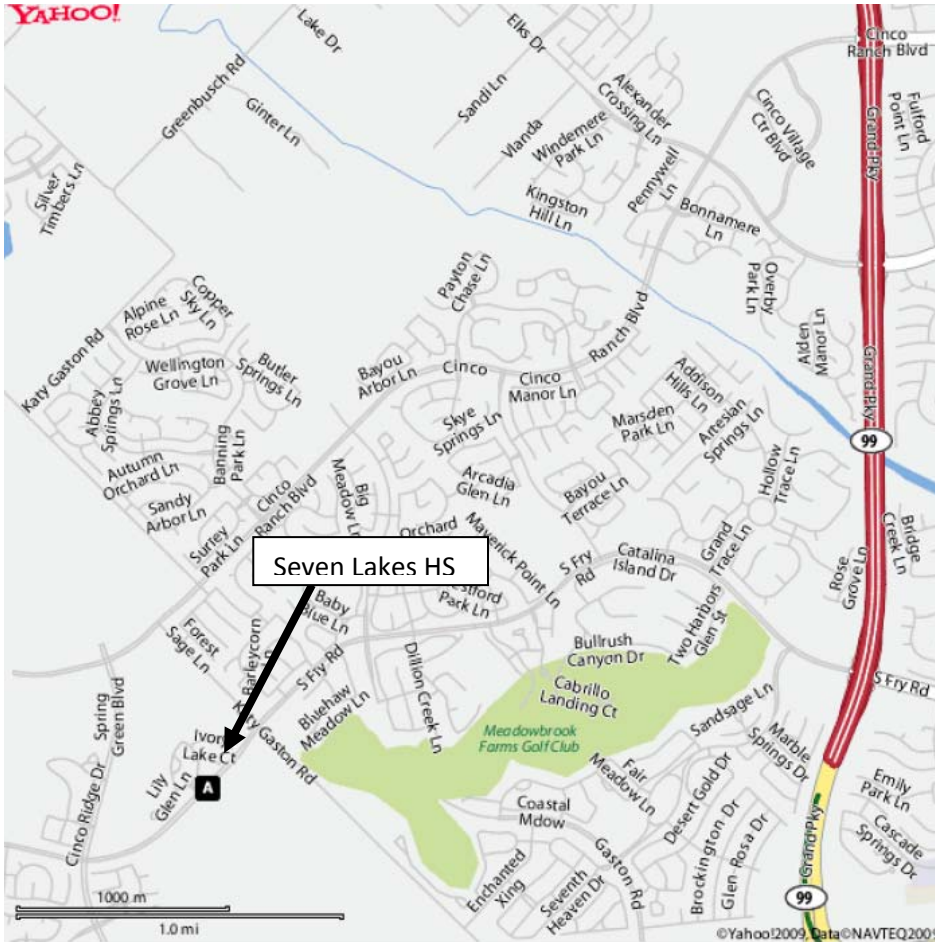 YAHOO!
Lake Dr
Elks Dr
Cinco
Ranch Blvd
Greenbusch Rd
Ginter Ln
Sandi Ln
Vlanda
Alexander
Crossing Ln
Windemere
Park Ln
Cinco Village
Ctr Blvd
Grand Pky
Fulford
Point Ln
Silver
Timbers Ln
Kingston
Hill Ln
Pennywell
Ln
Bonnamere
Ln
Payton
Chase Ln
Overby
Park Ln
Copper
Sky Ln
Alpine
Rose Ln
Ranch Blvd
Alden
Manor Ln
Katy Gaston Rd
Wellington
Grove Ln
Butler
Springs Ln
Bayou
Arbor Ln
Cinco
Cinco
Manor Ln
Addison
Hills Ln
Grand Pky
Abbey
Springs Ln
Skye
Springs Ln
Marsden
Park Ln
Artesian
Springs Ln
99
Banning
Park Ln
Autumn
Orchard Ln
Big
Meadow Ln
Arcadia
Glen Ln
Bayou
Terrace Ln
Hollow
Trace Ln
Sandy
Arbor Ln
Cinco
Ranch Blvd
Surrey
Park Ln
Orchard
Maverick Point Ln
S Fry
Rd
Catalina
Island Dr
Grand
Trace Ln
Bridge
Creek Ln
Rose
Grove Ln
Seven Lakes HS
Baby
Blue Ln
estford
Park Ln
Forest
Sage Ln
Barleycorn
Ln
S Fry Rd
Dillion Creek Ln
Bullrush
Canyon Dr
Two Harbors
Glen St
S Fry Rd
Cabrillo
Landing Ct
Spring
Green Blvd
Bluehaw
Meadow Ln
Katy Gaston Rd
Meadowbrook
Farms Golf Club
Sandsage Ln
Ivory
Lake Ct
Marble
Springs Dr
Lily
Glen Ln
A
Fair
Meadow Ln
Desert Gold Dr
Emily
Park Ln
Cinco Ridge Dr
Coastal
Mdow
Brockington Dr
Glen Rosa Dr
Grand Pky
Cascade
Springs Dr
Enchanted
Xing
Seventh
Heaven Dr
Gaston Rd
99
1000 m
1.0 mi
©Yahoo!2009, Data©NAVTEQ2009